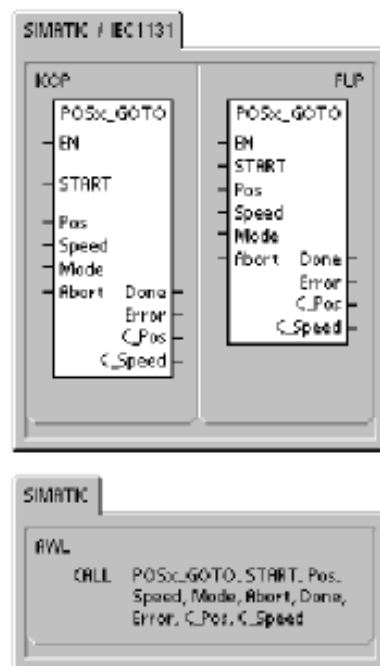 SIMATIC / IEC1131
KOP
FUP
POSx_GOTO
EN
START
Pos
Speed
Mode
Abort Done
Error
C_Pos
C_Speed
POSx_GOTO
EN
START
Pos
Speed
Mode
Abort Done
Error
C_Pos
C_Speed
SIMATIC
AWL
CALL POSx_GOTO, START, Pos,
Speed, Mode, Abort, Done,
Error, C_Pos, C_Speed